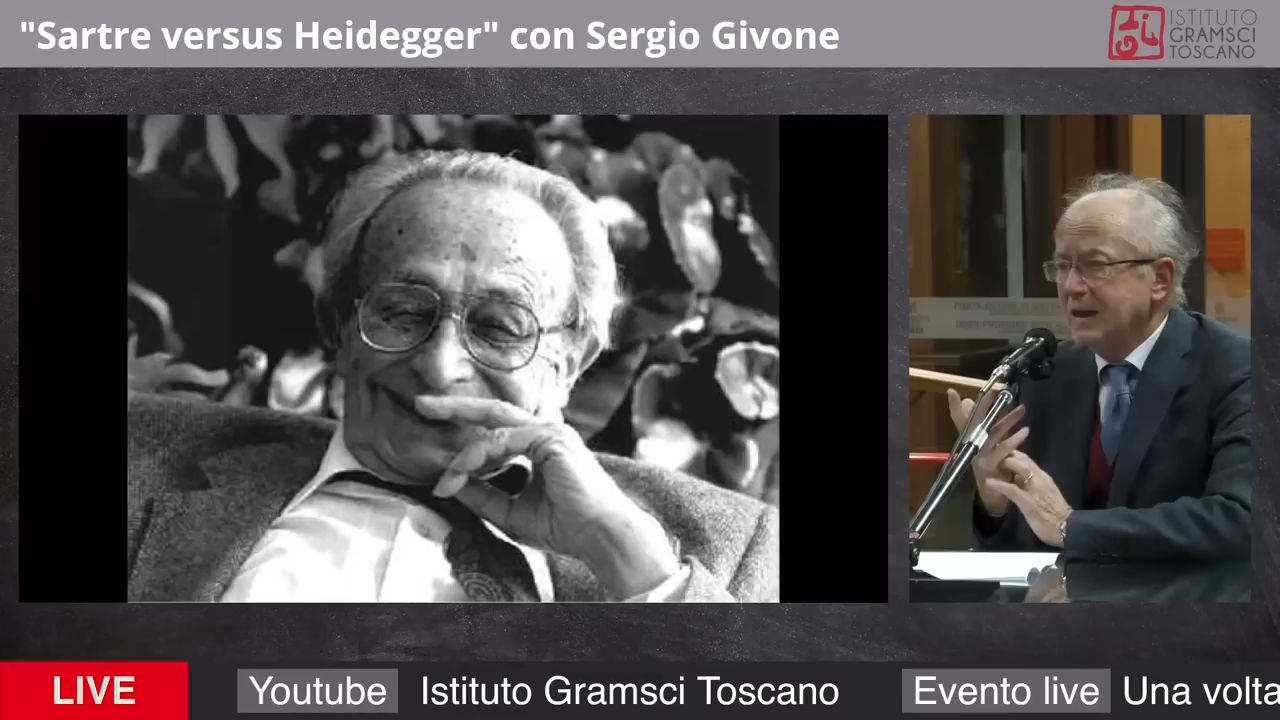 "Sartre versus Heidegger" con Sergio Givone
ISTITUTO
GRAMSCI
TOSCANO
LIVE
Youtube
Istituto Gramsci Toscano
Evento live
Una volta